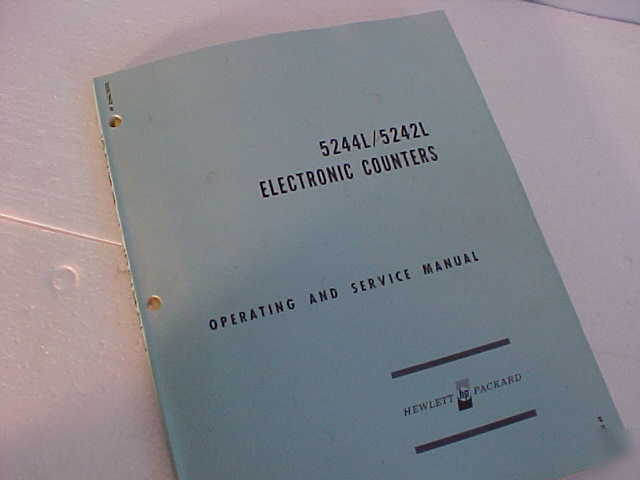 5244L/5242L
ELECTRONIC COUNTERS
OPERATING AND SERVICE MANUAL
HEWLETT hp PACKARD